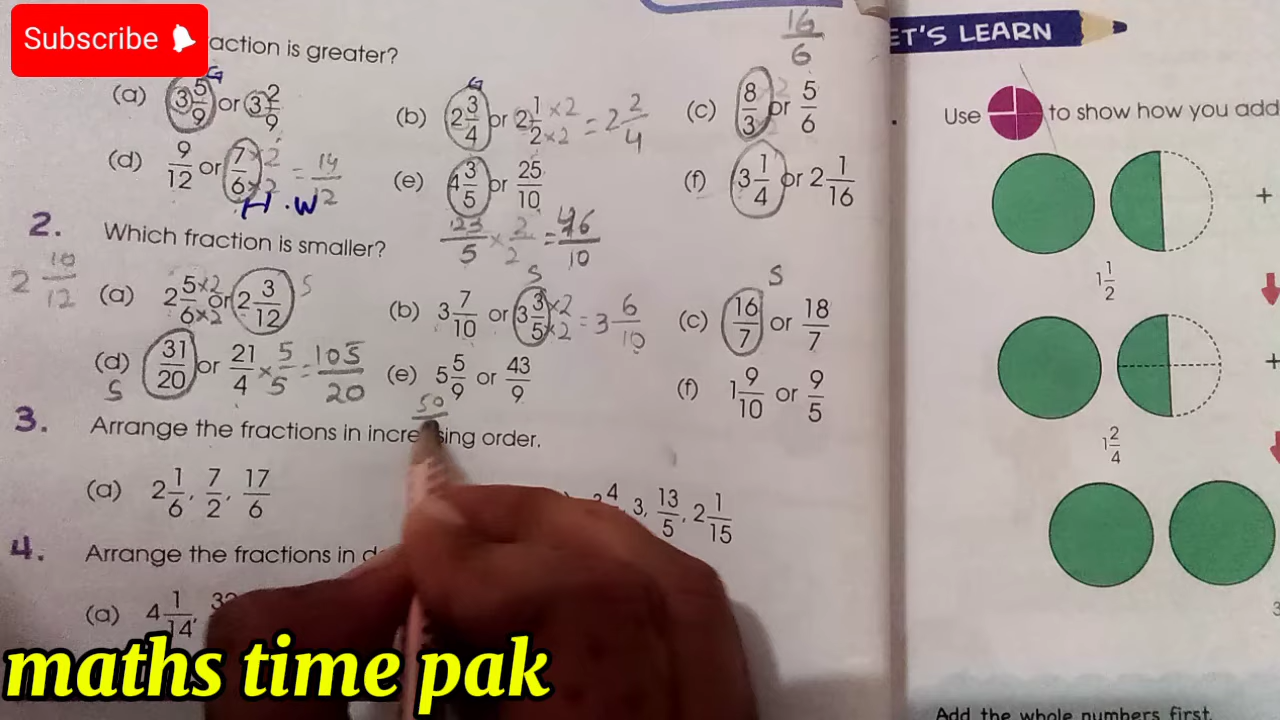 Subscribe
action is greater?
(a) 3 5/9 or 3 2/9 G
(b) 2 3/4 or 2 1/2 ×2 ×2 = 2 2/4 G
(c) 8/3 ×2 or 5/6 16/6
(d) 9/12 or 7/6 ×2 ×2 = 14/12
H.W
(e) 4 3/5 or 25/10
23/5 × 2/2 = 46/10
(f) 3 1/4 or 2 1/16
2. Which fraction is smaller?
2 10/12
(a) 2 5/6 ×2 ×2 or 2 3/12 S
(b) 3 7/10 or 3 3/5 ×2 ×2 = 3 6/10 S
(c) 16/7 or 18/7 S
(d) 31/20 or 21/4 × 5/5 = 105/20 S
(e) 5 5/9 or 43/9
50
(f) 1 9/10 or 9/5
3. Arrange the fractions in increasing order.
(a) 2 1/6, 7/2, 17/6
4/, 3, 13/5, 2 1/15
4. Arrange the fractions in d
(a) 4 1/14,
maths time pak
ET'S LEARN
Use to show how you add
+
1 1/2
+
1 2/4
3
Add the whole numbers first